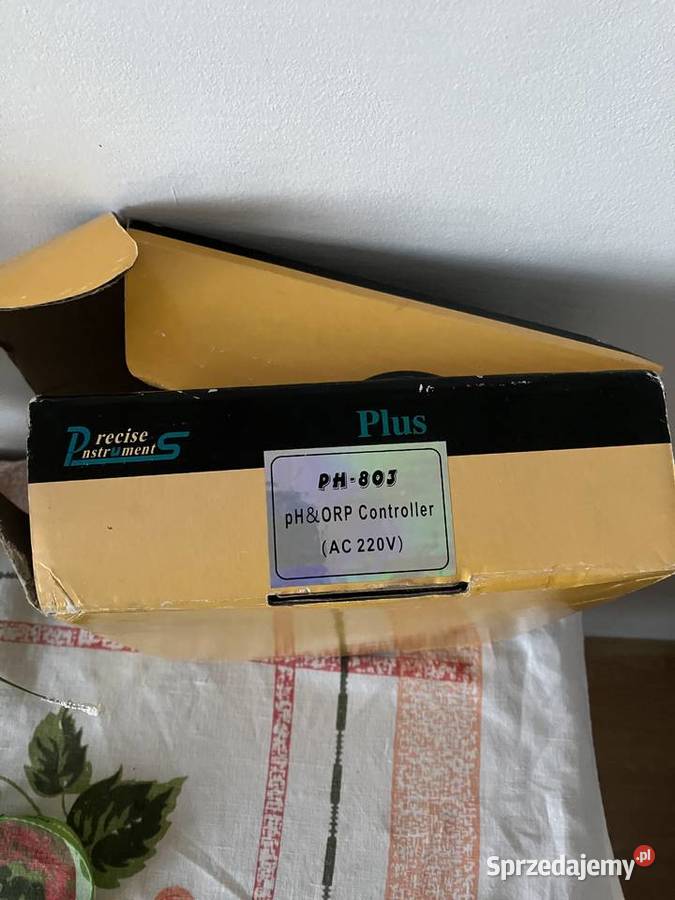 Precise
Instruments
Plus
PH-803
pH&ORP Controller
(AC 220V)
Sprzedajemy.pl